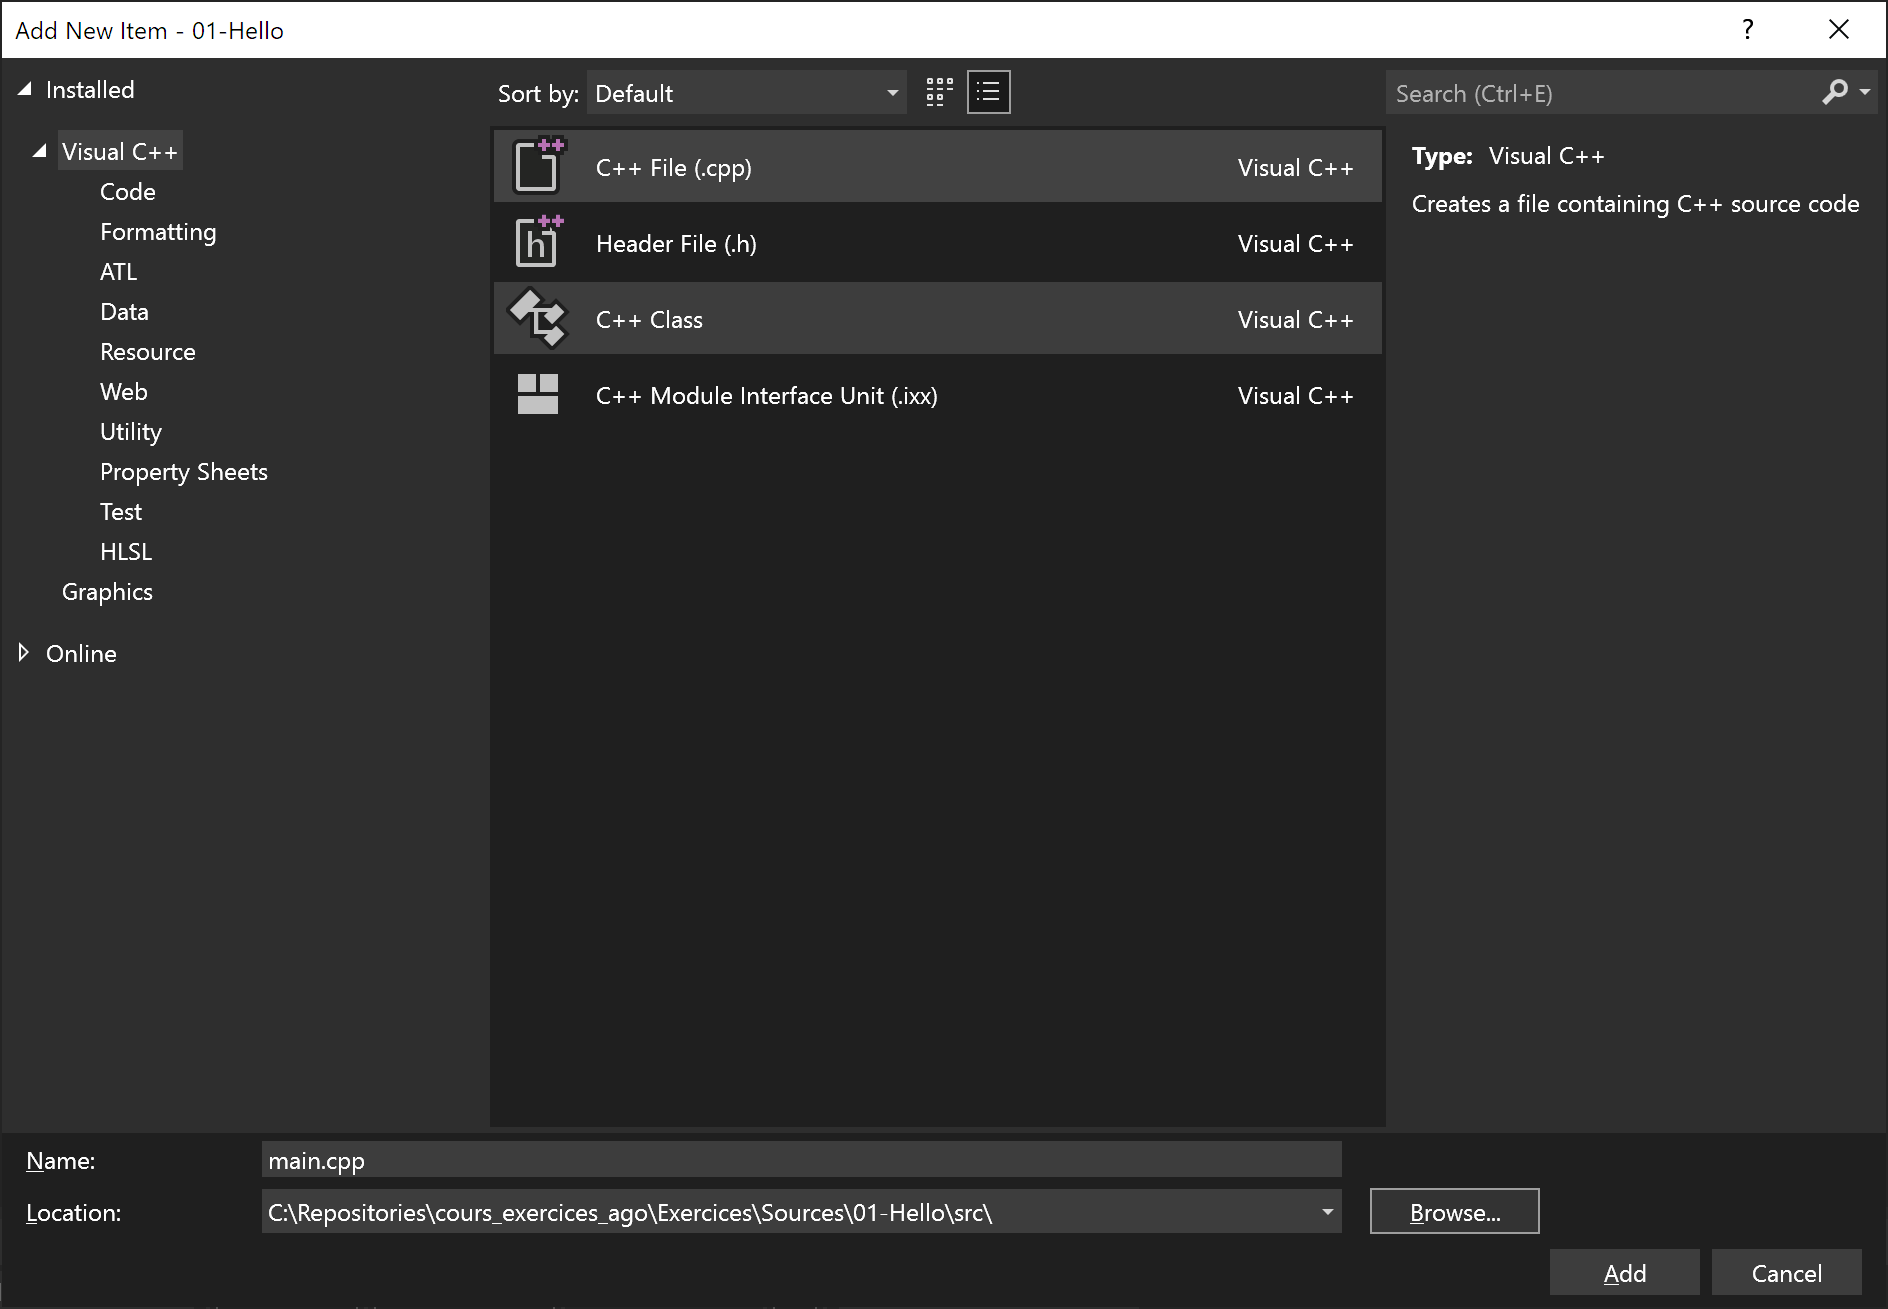 Add New Item - 01-Hello
?
Installed
Visual C++
Code
Formatting
ATL
Data
Resource
Web
Utility
Property Sheets
Test
HLSL
Graphics
Online
Sort by: Default
++ C++ File (.cpp) Visual C++
h++ Header File (.h) Visual C++
C++ Class Visual C++
C++ Module Interface Unit (.ixx) Visual C++
Search (Ctrl+E)
Type: Visual C++
Creates a file containing C++ source code
Name: main.cpp
Location: C:\Repositories\cours_exercices_ago\Exercices\Sources\01-Hello\src\
Browse...
Add Cancel